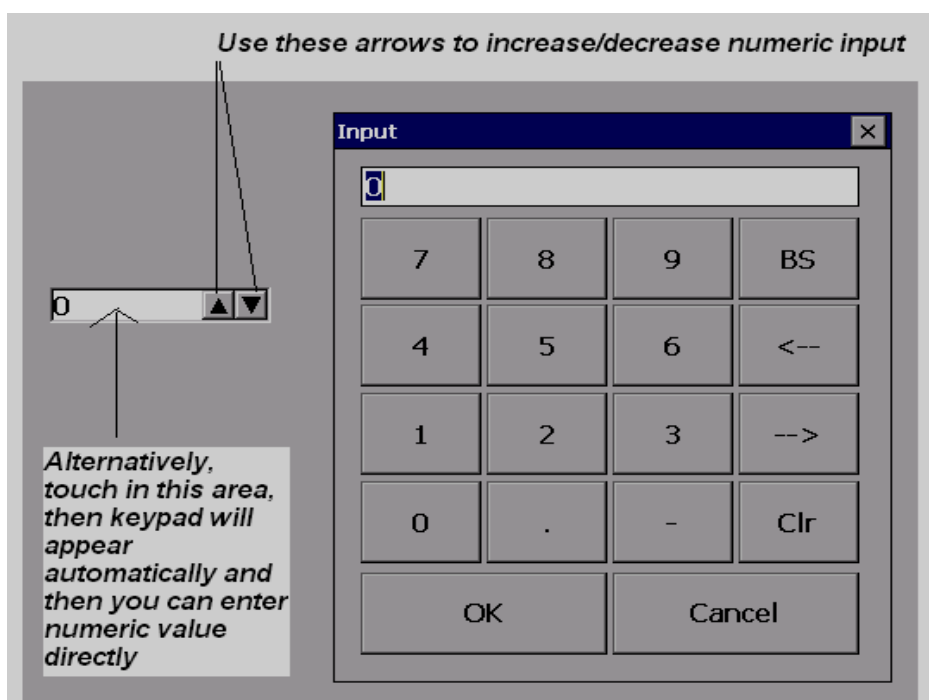 Use these arrows to increase/decrease numeric input
Input
0
7 8 9 BS
0
4 5 6 <--
1 2 3 -->
Alternatively,
touch in this area,
then keypad will
appear
automatically and
then you can enter
numeric value
directly
0 . - Clr
OK Cancel